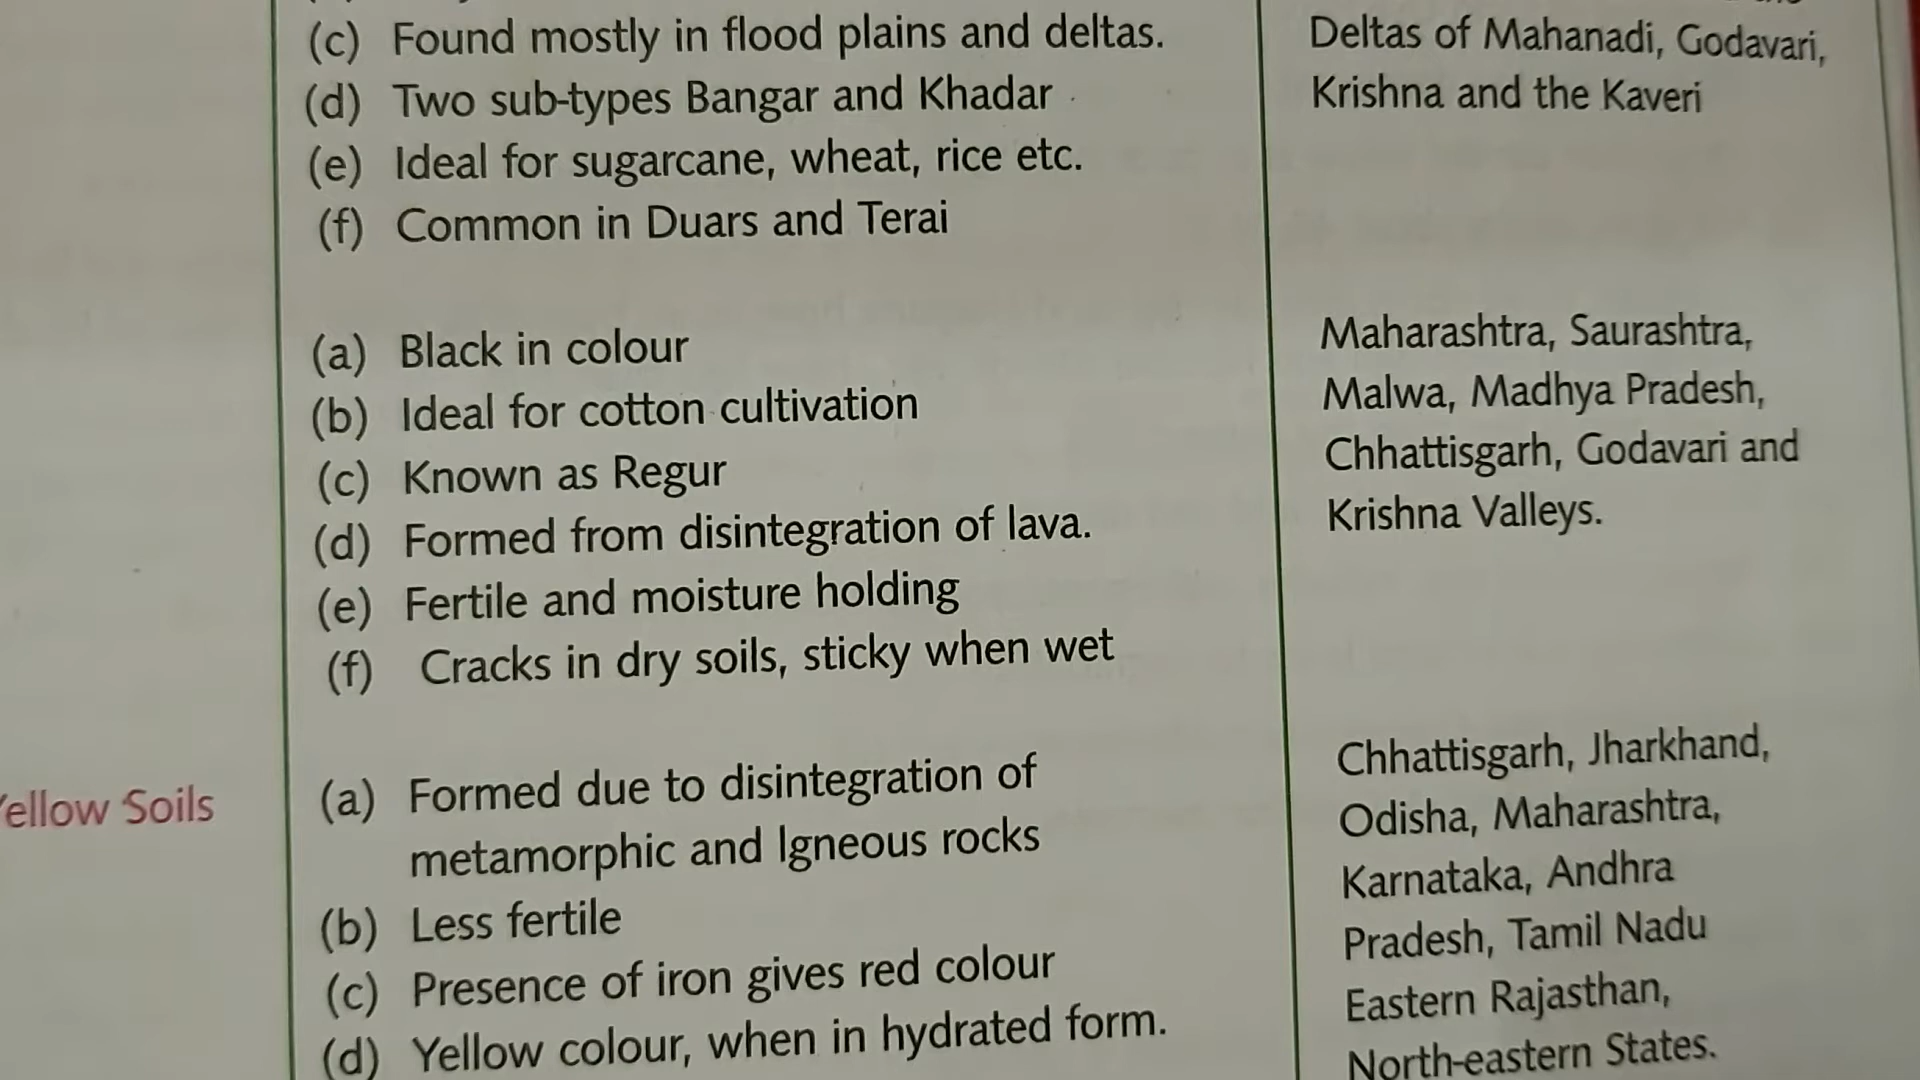 (c) Found mostly in flood plains and deltas.
(d) Two sub-types Bangar and Khadar
(e) Ideal for sugarcane, wheat, rice etc.
(f) Common in Duars and Terai
Deltas of Mahanadi, Godavari,
Krishna and the Kaveri
(a) Black in colour
(b) Ideal for cotton cultivation
(c) Known as Regur
(d) Formed from disintegration of lava.
(e) Fertile and moisture holding
(f) Cracks in dry soils, sticky when wet
Maharashtra, Saurashtra,
Malwa, Madhya Pradesh,
Chhattisgarh, Godavari and
Krishna Valleys.
ellow Soils
(a) Formed due to disintegration of
metamorphic and Igneous rocks
(b) Less fertile
(c) Presence of iron gives red colour
(d) Yellow colour, when in hydrated form.
Chhattisgarh, Jharkhand,
Odisha, Maharashtra,
Karnataka, Andhra
Pradesh, Tamil Nadu
Eastern Rajasthan,
North-eastern States.